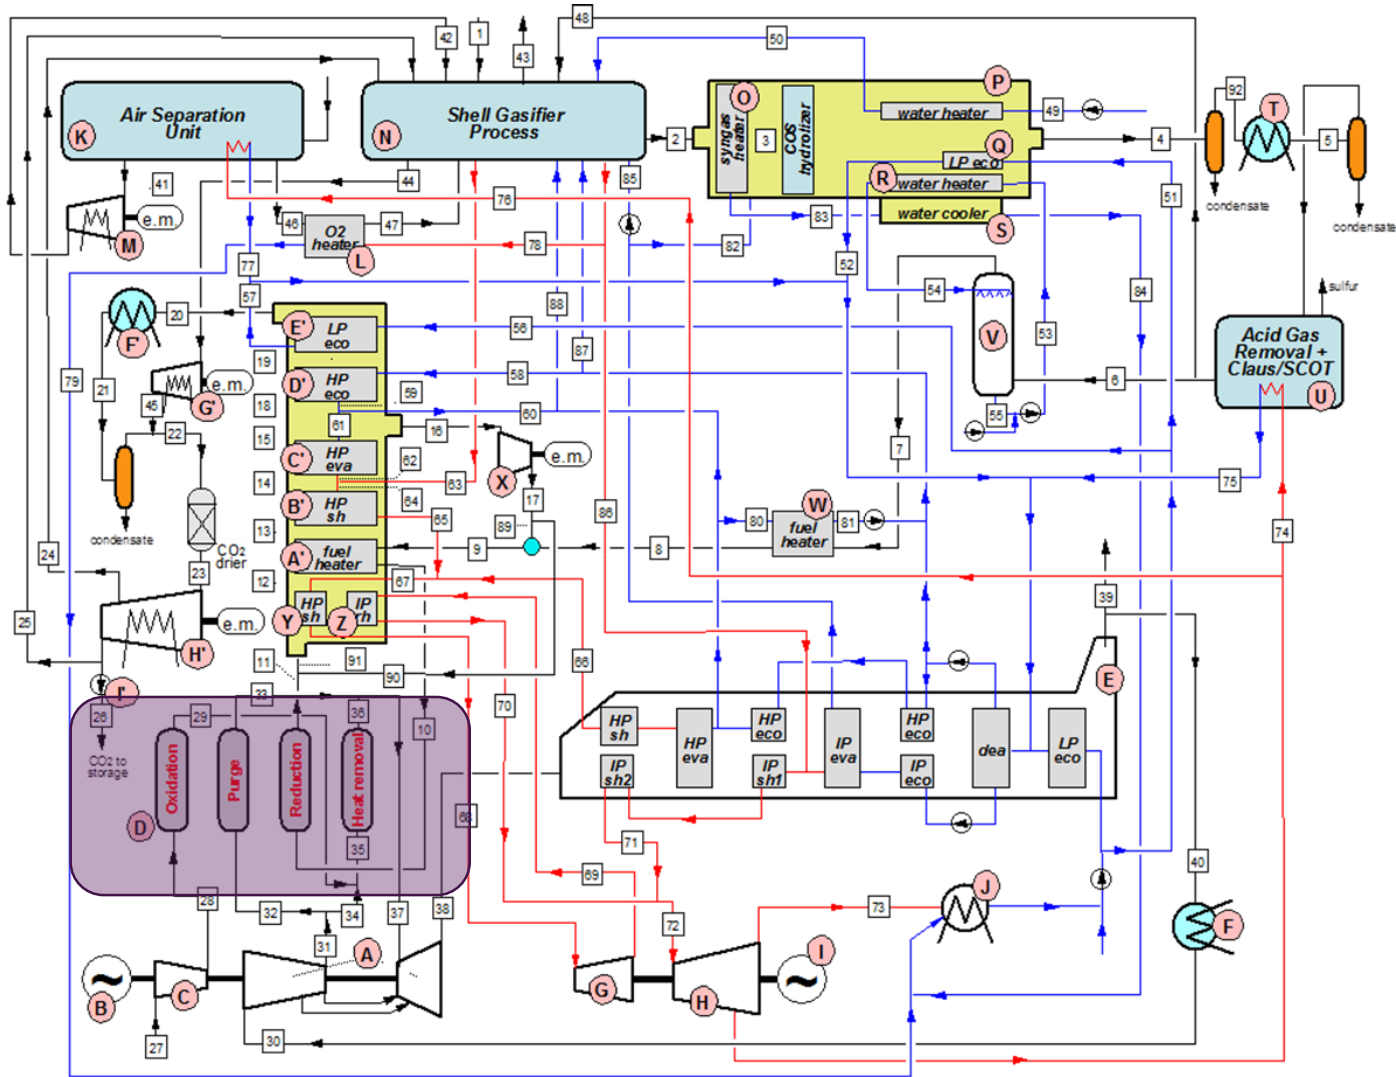 48
42
1
43
50
92
Air Separation
Unit
K
Shell Gasifier
Process
N
2
O
syngas
heater
3
COS
hydrolizer
P
water heater
49
4
T
5
Q
LP eco
R
water heater
water cooler
S
83
condensate
condensate
41
e.m.
M
44
85
76
46
O2
heater
47
L
78
82
51
77
57
52
84
54
88
53
V
sulfur
Acid Gas
Removal +
Claus/SCOT
U
F'
20
E'
LP
eco
56
79
21
e.m.
G'
45
22
19
D'
HP
eco
87
58
59
6
55
18
61
60
16
15
C'
HP
eva
62
X
e.m.
7
14
63
64
B'
HP
sh
17
75
condensate
CO2
drier
13
65
86
89
80
W
fuel
heater
81
74
24
23
A'
fuel
heater
9
8
12
67
25
e.m.
H'
Y
HP
sh
Z
IP
rh
39
11
91
90
66
E
I'
26
33
70
CO2 to
storage
29
36
10
D
Oxidation
Purge
Reduction
Heat removal
35
68
HP
sh
HP
eva
HP
eco
IP
eva
HP
eco
dea
LP
eco
IP
sh2
IP
sh1
IP
eco
71
69
40
28
32
34
37
38
72
73
J
F
31
A
B
C
G
H
I
27
30